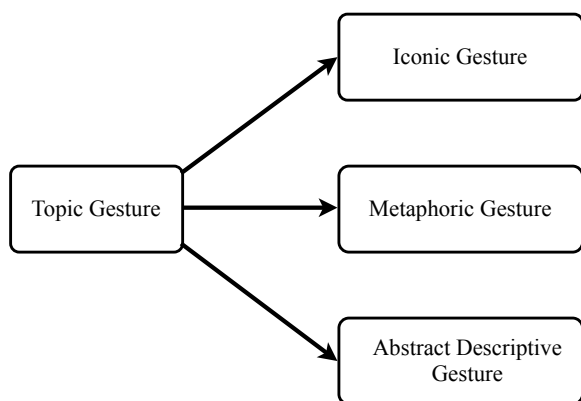 Iconic Gesture
Topic Gesture
Metaphoric Gesture
Abstract Descriptive
Gesture